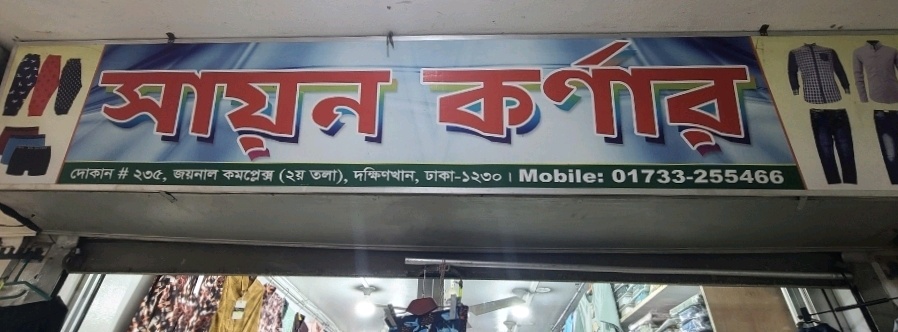 সায়ন কর্ণার
দোকান # ২৩৫, জয়নাল কমপ্লেক্স (২য় তলা), দক্ষিণখান, ঢাকা-১২৩০। Mobile: 01733-255466